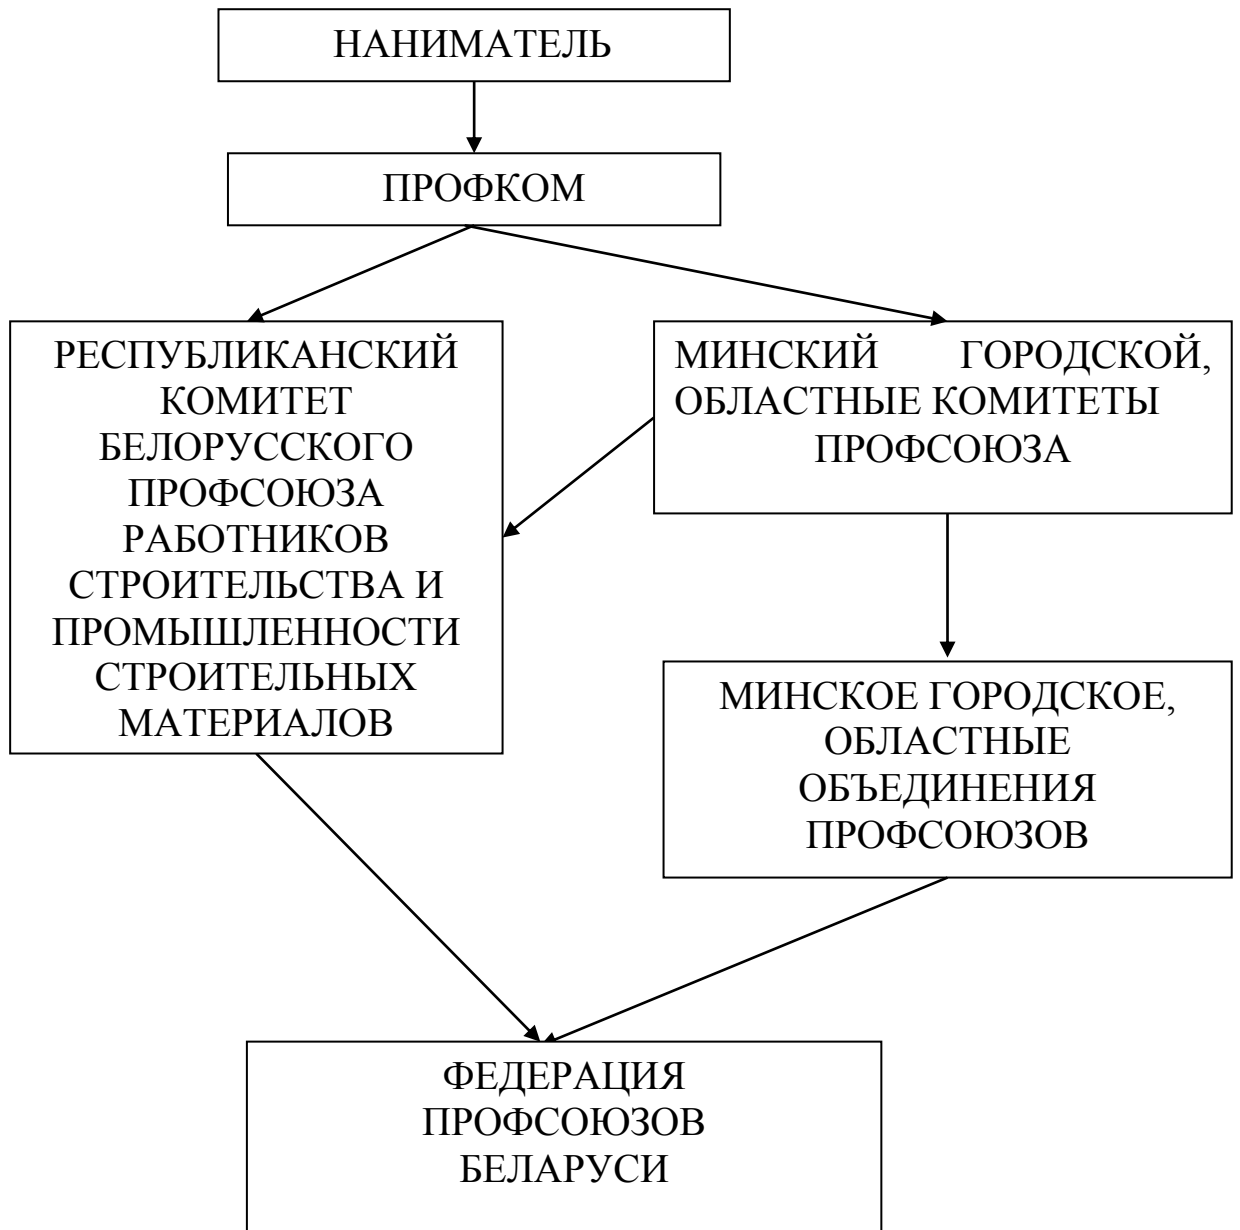 НАНИМАТЕЛЬ
ПРОФКОМ
РЕСПУБЛИКАНСКИЙ
КОМИТЕТ
БЕЛОРУССКОГО
ПРОФСОЮЗА
РАБОТНИКОВ
СТРОИТЕЛЬСТВА И
ПРОМЫШЛЕННОСТИ
СТРОИТЕЛЬНЫХ
МАТЕРИАЛОВ
МИНСКИЙ ГОРОДСКОЙ,
ОБЛАСТНЫЕ КОМИТЕТЫ
ПРОФСОЮЗА
МИНСКОЕ ГОРОДСКОЕ,
ОБЛАСТНЫЕ
ОБЪЕДИНЕНИЯ
ПРОФСОЮЗОВ
ФЕДЕРАЦИЯ
ПРОФСОЮЗОВ
БЕЛАРУСИ